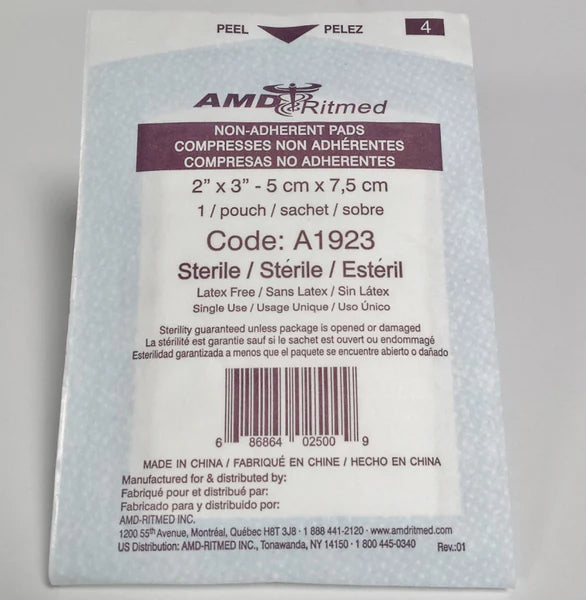 PEEL PELEZ 4
AMD Ritmed
NON-ADHERENT PADS
COMPRESSES NON ADHÉRENTES
COMPRESAS NO ADHERENTES
2” x 3” - 5 cm x 7,5 cm
1 / pouch / sachet / sobre
Code: A1923
Sterile / Stérile / Estéril
Latex Free / Sans Latex / Sin Látex
Single Use / Usage Unique / Uso Único
Sterility guaranteed unless package is opened or damaged
La stérilité est garantie sauf si le sachet est ouvert ou endommagé
Esterilidad garantizada a menos que el paquete se encuentre abierto o dañado
6 86864 02500 9
MADE IN CHINA / FABRIQUÉ EN CHINE / HECHO EN CHINA
Manufactured for & distributed by:
Fabriqué pour et distribué par:
Fabricado para y distribuido por:
AMD-RITMED INC.
1200 55th Avenue, Montréal, Québec H8T 3J8 · 1 888 441-2120 · www.amdritmed.com
US Distribution: AMD-RITMED INC., Tonawanda, NY 14150 · 1 800 445-0340 Rev.:01